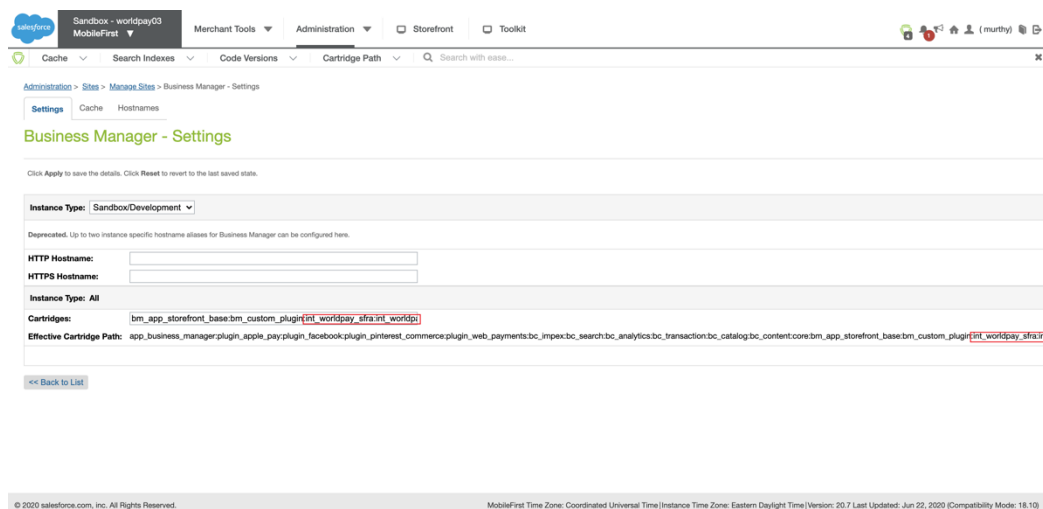 salesforce
Sandbox - worldpay03
MobileFirst
Merchant Tools
Administration
Storefront
Toolkit
( murthy)
Cache
Search Indexes
Code Versions
Cartridge Path
Search with ease...
Administration > Sites > Manage Sites > Business Manager - Settings
Settings
Cache
Hostnames
Business Manager - Settings
Click Apply to save the details. Click Reset to revert to the last saved state.
Instance Type: Sandbox/Development
Deprecated. Up to two instance specific hostname aliases for Business Manager can be configured here.
HTTP Hostname:
HTTPS Hostname:
Instance Type: All
Cartridges: bm_app_storefront_base:bm_custom_plugin:int_worldpay_sfra:int_worldpa
Effective Cartridge Path: app_business_manager:plugin_apple_pay:plugin_facebook:plugin_pinterest_commerce:plugin_web_payments:bc_impex:bc_search:bc_analytics:bc_transaction:bc_catalog:bc_content:core:bm_app_storefront_base:bm_custom_plugin:int_worldpay_sfra:in
<< Back to List
© 2020 salesforce.com, inc. All Rights Reserved.
MobileFirst Time Zone: Coordinated Universal Time|Instance Time Zone: Eastern Daylight Time|Version: 20.7 Last Updated: Jun 22, 2020 (Compatibility Mode: 18.10)